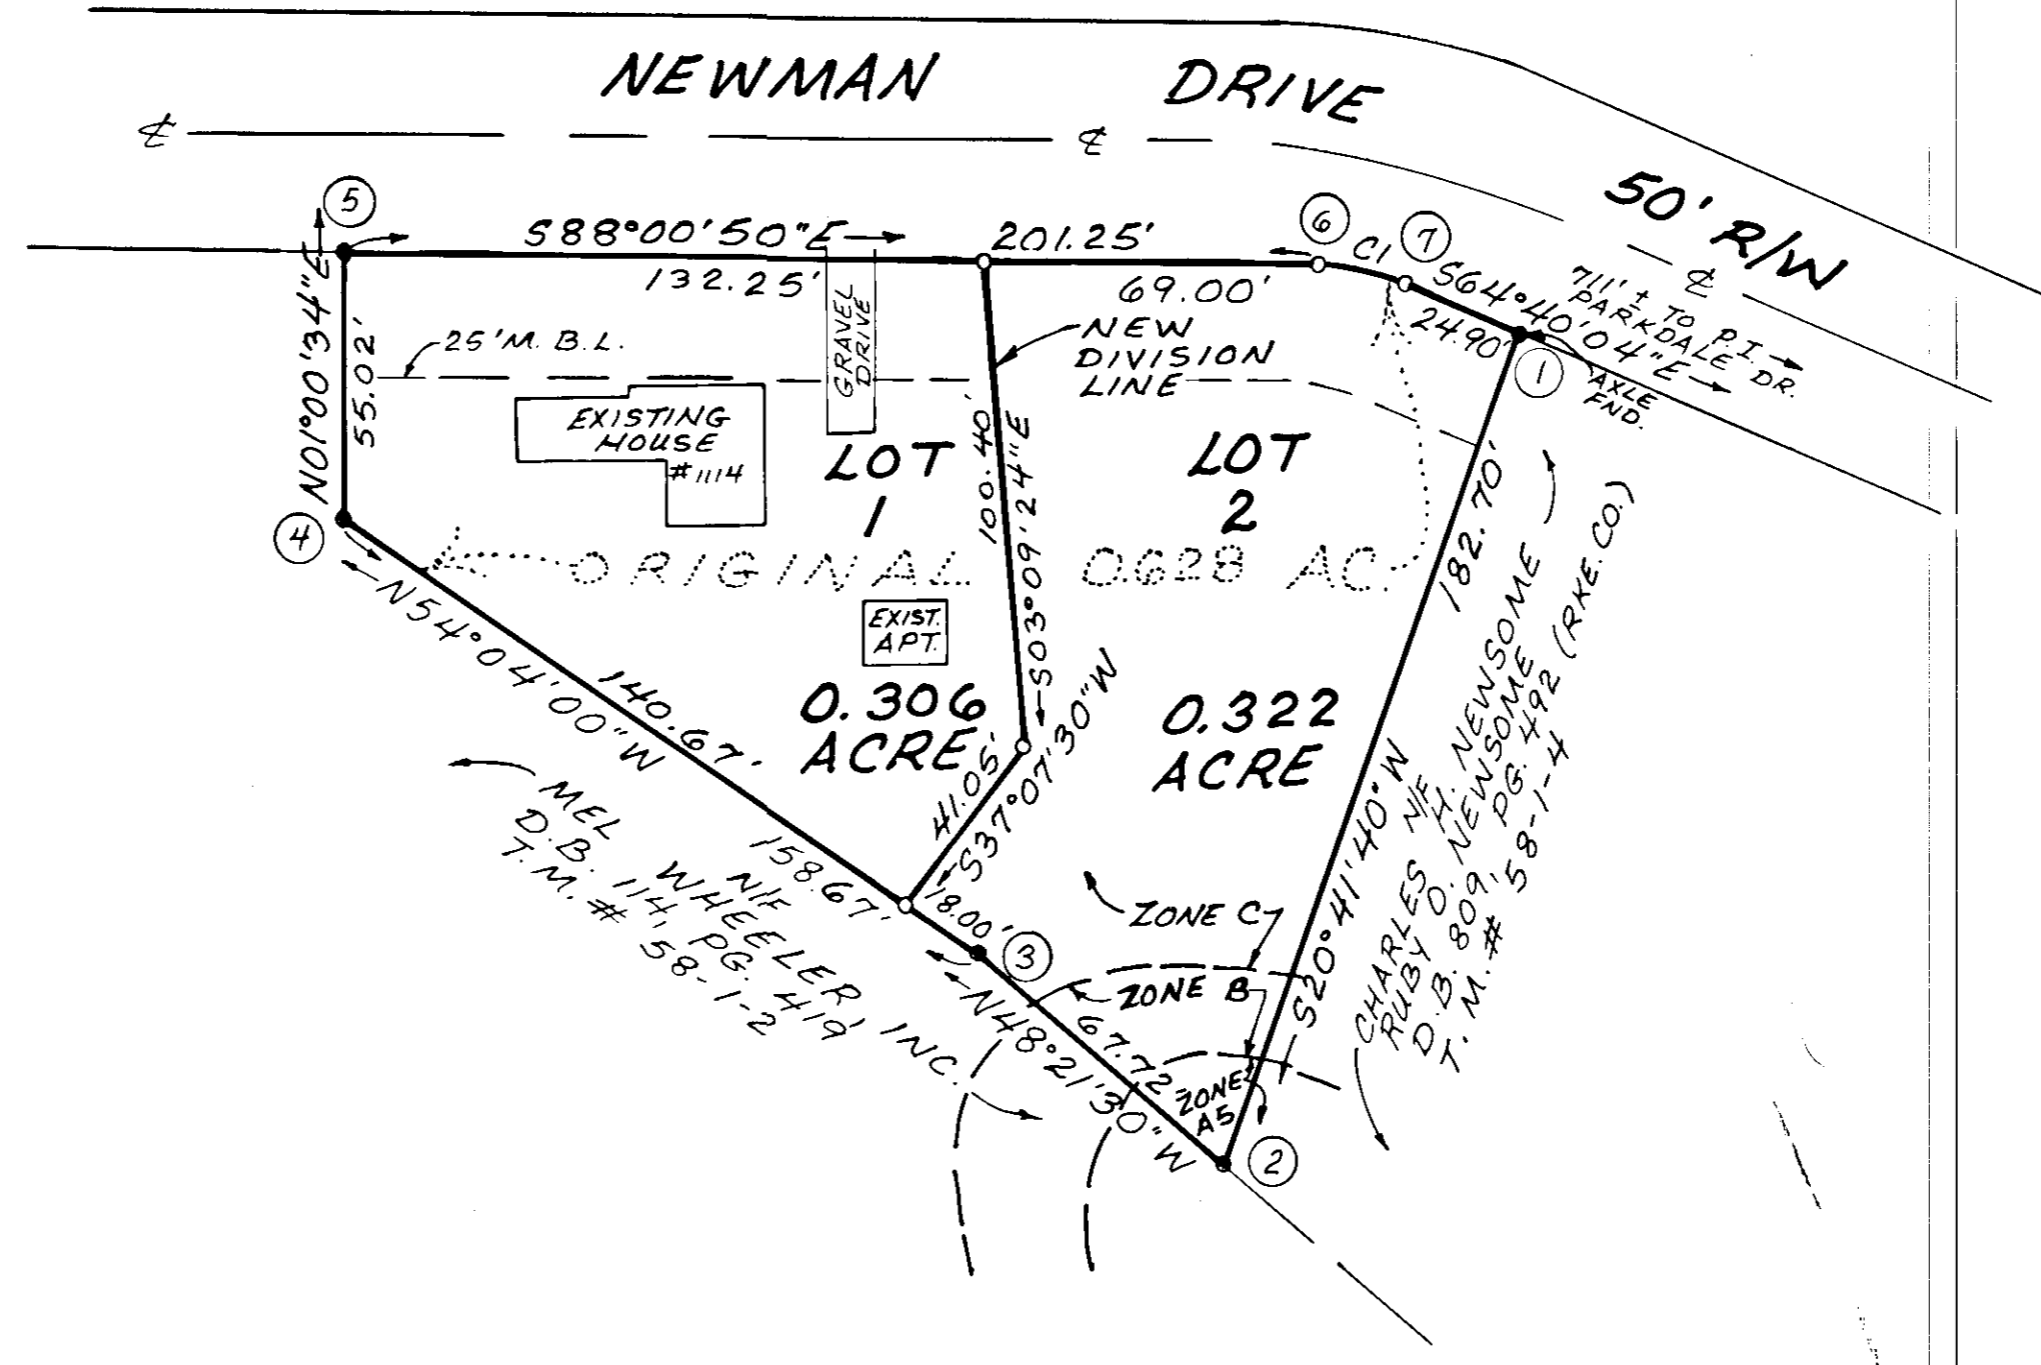 NEWMAN DRIVE
℄
℄
50' R/W
℄
5
6
C1
7
S88°00'50"E
201.25'
132.25'
69.00'
S64°40'04"E
24.90'
711' ± TO P.I.
PARKDALE DR.
1
AXLE
FND.
N01°00'34"E
55.02'
25' M. B. L.
GRAVEL
DRIVE
NEW
DIVISION
LINE
EXISTING
HOUSE
#1114
LOT
1
100.40'
S03°09'24"E
LOT
2
182.70'
S20°41'40"W
4
ORIGINAL 0.628 AC.
EXIST.
APT.
N54°04'00"W
140.67'
158.67'
0.306
ACRE
0.322
ACRE
41.05'
S37°07'30"W
18.00'
3
N/F
MEL WHEELER, INC.
D.B. 114, PG. 419
T.M. # 58-1-2
N/F
CHARLES H. NEWSOME
RUBY O. NEWSOME
D.B. 809, PG. 492 (RKE. CO.)
T. M. # 58-1-4
ZONE C
ZONE B
ZONE
A5
N48°21'30"W
67.72
2